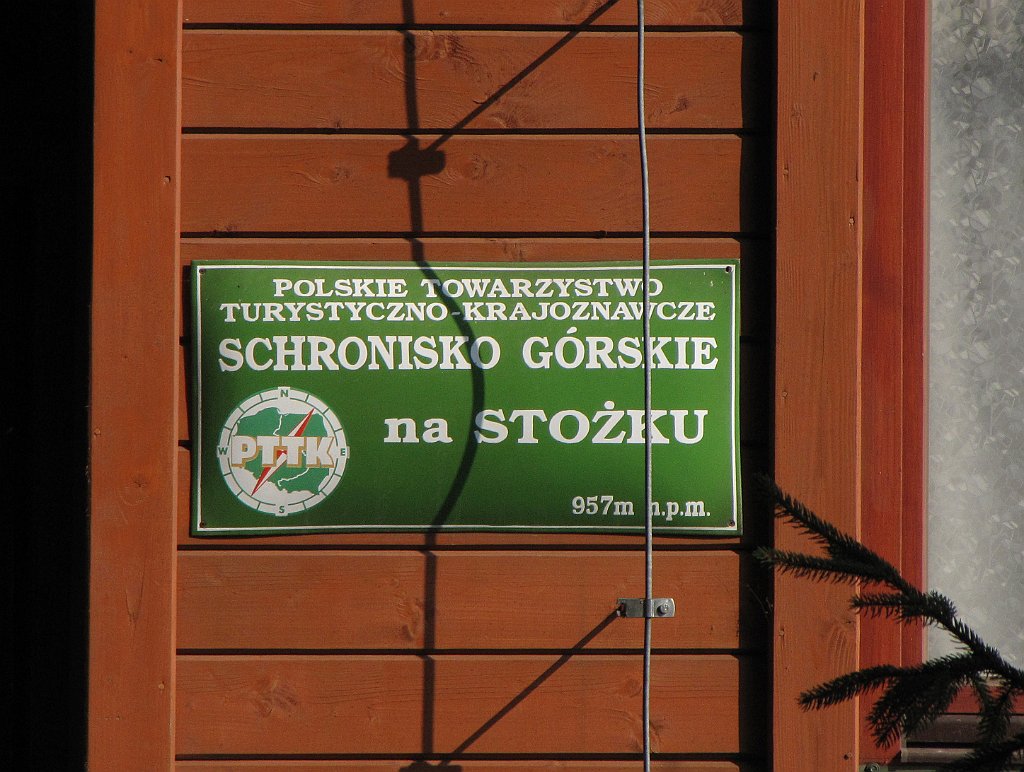 POLSKIE TOWARZYSTWO
TURYSTYCZNO-KRAJOZNAWCZE
SCHRONISKO GÓRSKIE
na STOŻKU
N
W PTTK E
S
957m n.p.m.